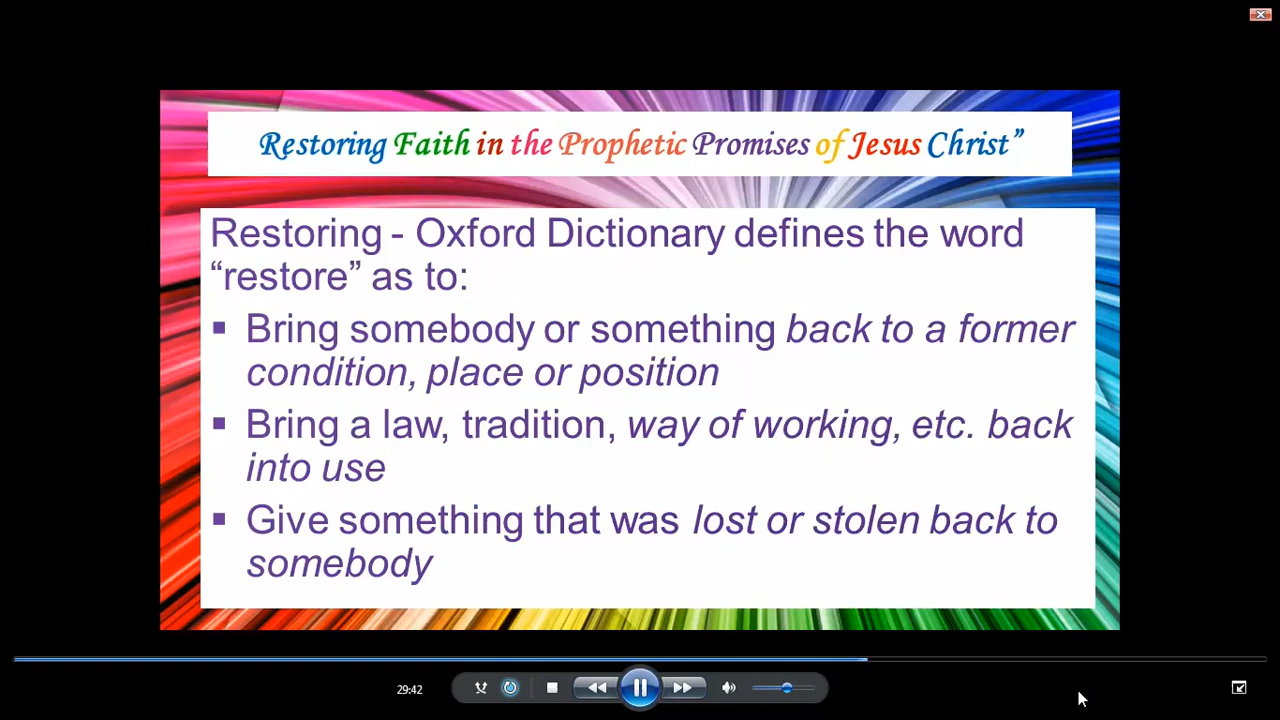 Restoring Faith in the Prophetic Promises of Jesus Christ”
Restoring - Oxford Dictionary defines the word
“restore” as to:
▪ Bring somebody or something back to a former
condition, place or position
▪ Bring a law, tradition, way of working, etc. back
into use
▪ Give something that was lost or stolen back to
somebody
29:42